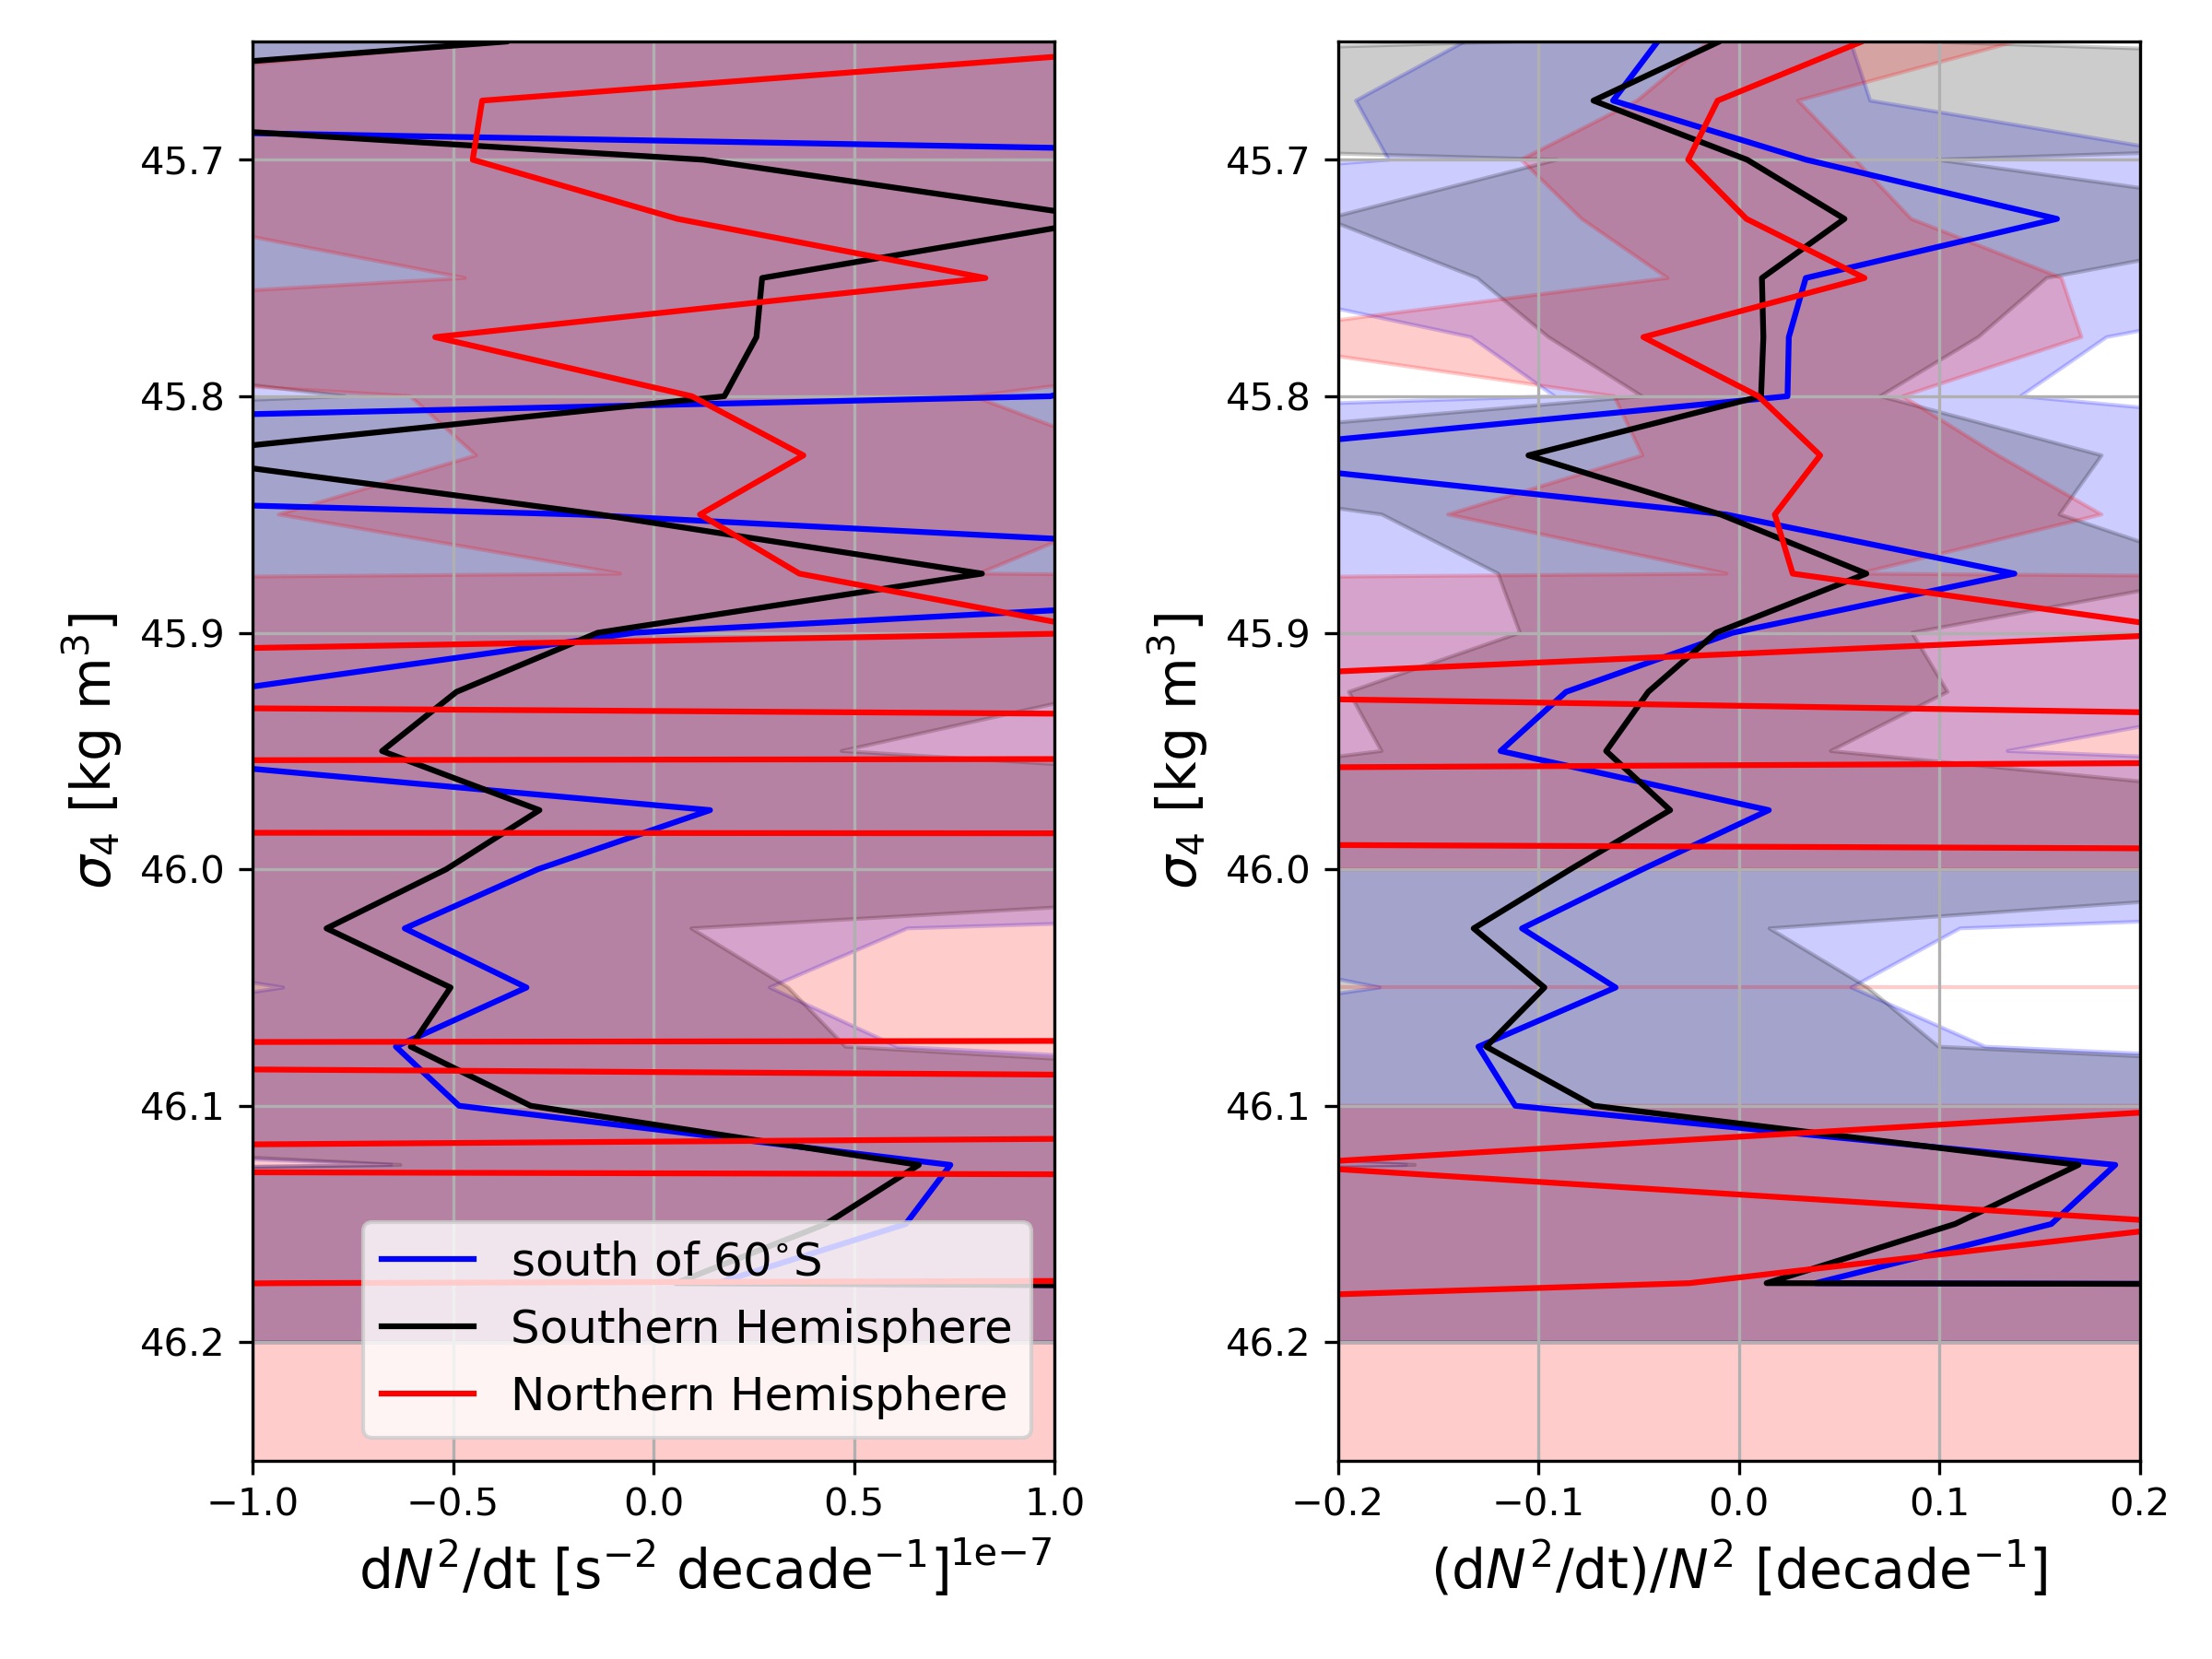 45.7
45.8
45.9
46.0
46.1
46.2
σ₄ [kg m³]
−1.0 −0.5 0.0 0.5 1.0
dN²/dt [s⁻² decade⁻¹] 1e−7
south of 60°S
Southern Hemisphere
Northern Hemisphere
45.7
45.8
45.9
46.0
46.1
46.2
σ₄ [kg m³]
−0.2 −0.1 0.0 0.1 0.2
(dN²/dt)/N² [decade⁻¹]